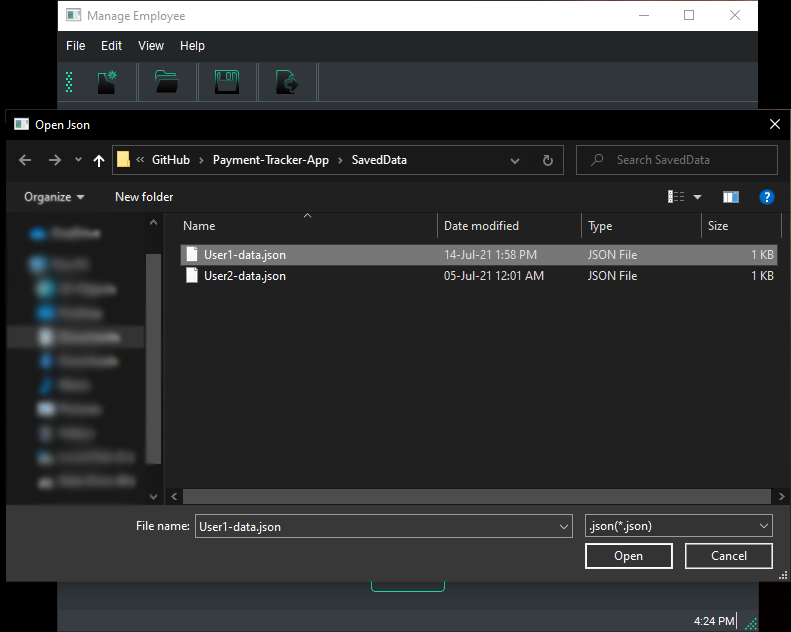 Manage Employee
File Edit View Help
Open Json
« GitHub › Payment-Tracker-App › SavedData
Search SavedData
Organize New folder
?
Name Date modified Type Size
User1-data.json 14-Jul-21 1:58 PM JSON File 1 KB
User2-data.json 05-Jul-21 12:01 AM JSON File 1 KB
File name: User1-data.json .json(*.json)
Open Cancel
4:24 PM